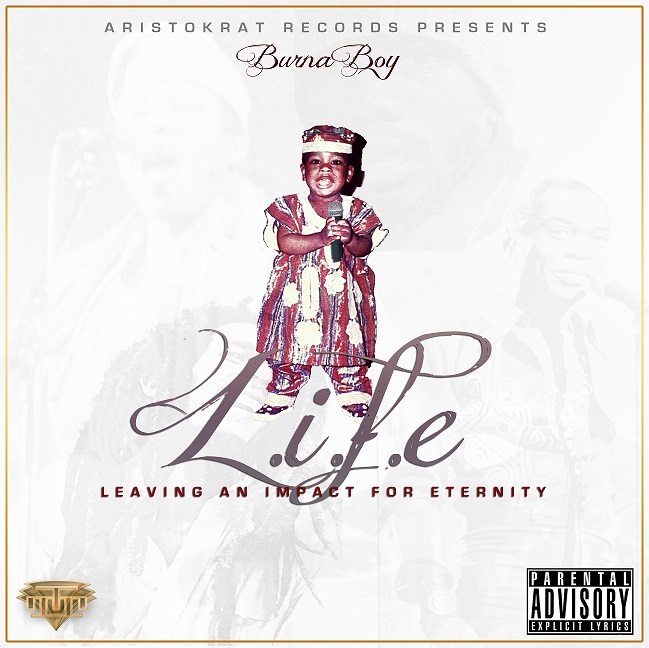 ARISTOKRAT RECORDS PRESENTS
Burna Boy
L.i.f.e
LEAVING AN IMPACT FOR ETERNITY
PARENTAL
ADVISORY
EXPLICIT LYRICS